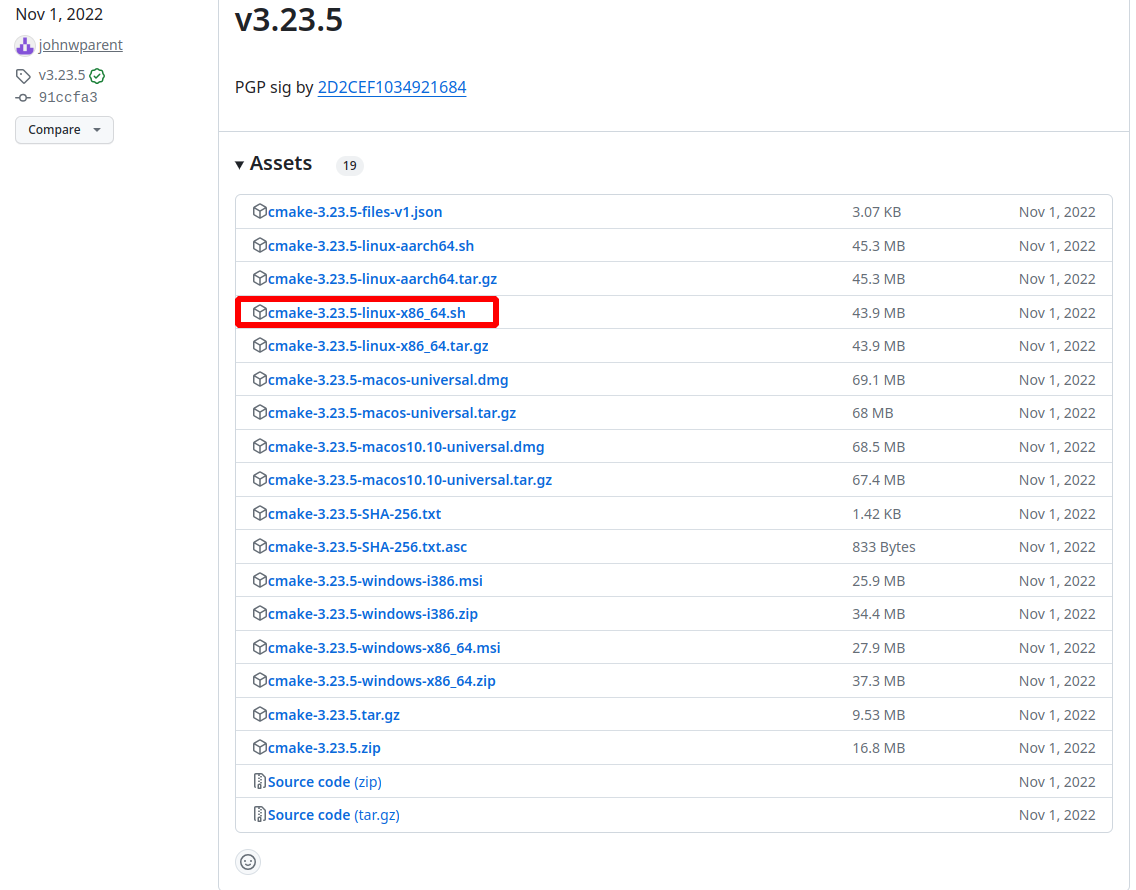 Nov 1, 2022
johnwparent
v3.23.5
91ccfa3
Compare
v3.23.5
PGP sig by 2D2CEF1034921684
Assets 19
cmake-3.23.5-files-v1.json 3.07 KB Nov 1, 2022
cmake-3.23.5-linux-aarch64.sh 45.3 MB Nov 1, 2022
cmake-3.23.5-linux-aarch64.tar.gz 45.3 MB Nov 1, 2022
cmake-3.23.5-linux-x86_64.sh 43.9 MB Nov 1, 2022
cmake-3.23.5-linux-x86_64.tar.gz 43.9 MB Nov 1, 2022
cmake-3.23.5-macos-universal.dmg 69.1 MB Nov 1, 2022
cmake-3.23.5-macos-universal.tar.gz 68 MB Nov 1, 2022
cmake-3.23.5-macos10.10-universal.dmg 68.5 MB Nov 1, 2022
cmake-3.23.5-macos10.10-universal.tar.gz 67.4 MB Nov 1, 2022
cmake-3.23.5-SHA-256.txt 1.42 KB Nov 1, 2022
cmake-3.23.5-SHA-256.txt.asc 833 Bytes Nov 1, 2022
cmake-3.23.5-windows-i386.msi 25.9 MB Nov 1, 2022
cmake-3.23.5-windows-i386.zip 34.4 MB Nov 1, 2022
cmake-3.23.5-windows-x86_64.msi 27.9 MB Nov 1, 2022
cmake-3.23.5-windows-x86_64.zip 37.3 MB Nov 1, 2022
cmake-3.23.5.tar.gz 9.53 MB Nov 1, 2022
cmake-3.23.5.zip 16.8 MB Nov 1, 2022
Source code (zip) Nov 1, 2022
Source code (tar.gz) Nov 1, 2022